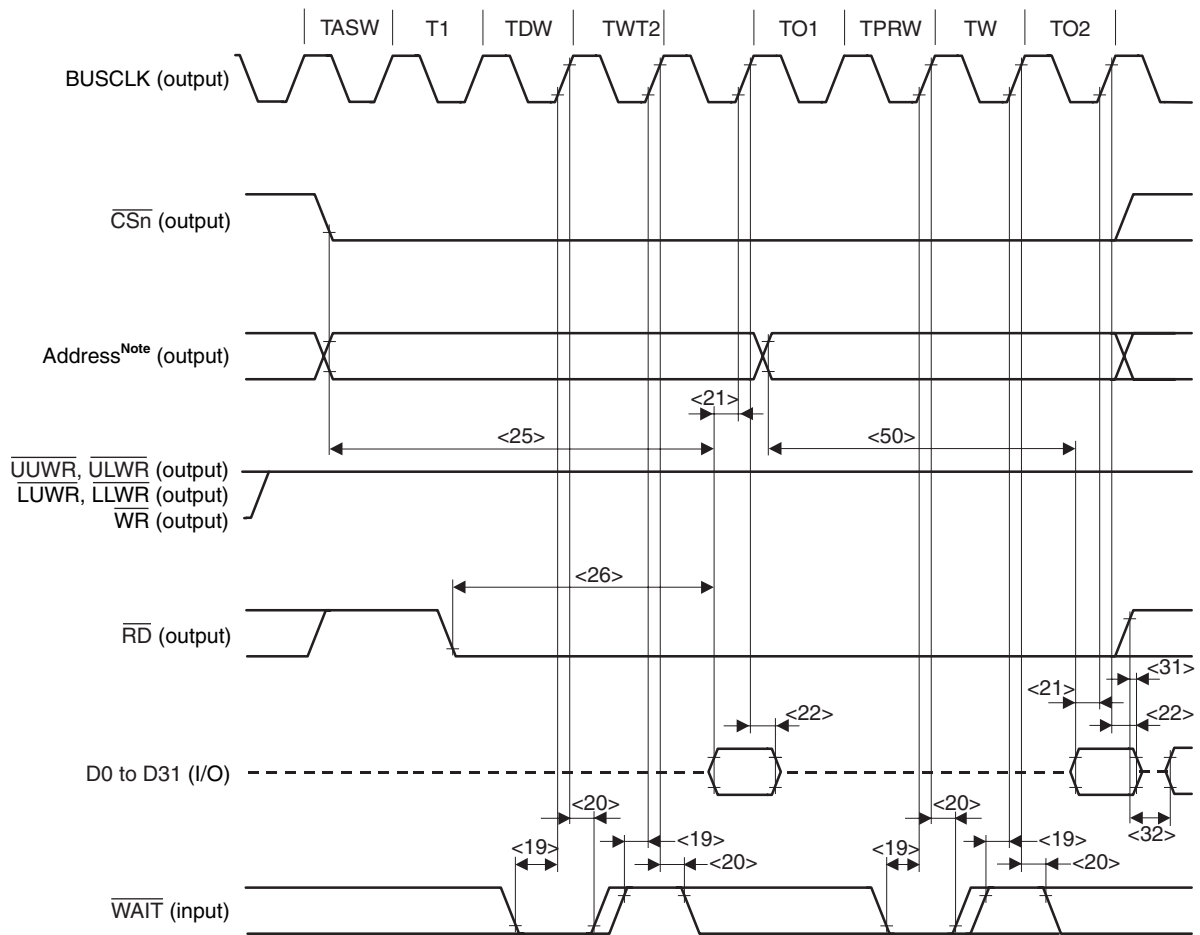 TASW T1 TDW TWT2 TO1 TPRW TW TO2
BUSCLK (output)
CSn (output)
AddressNote (output)
<21>
<25> <50>
UUWR, ULWR (output)
LUWR, LLWR (output)
WR (output)
<26>
RD (output)
<31>
<21>
<22> <22>
D0 to D31 (I/O)
<20> <20>
<32>
<19> <19> <19> <19>
<20> <20>
WAIT (input)